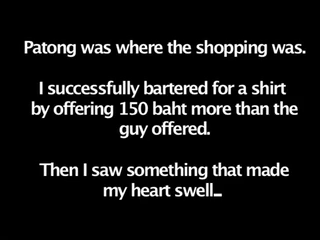 Patong was where the shopping was.
I successfully bartered for a shirt
by offering 150 baht more than the
guy offered.
Then I saw something that made
my heart swell...